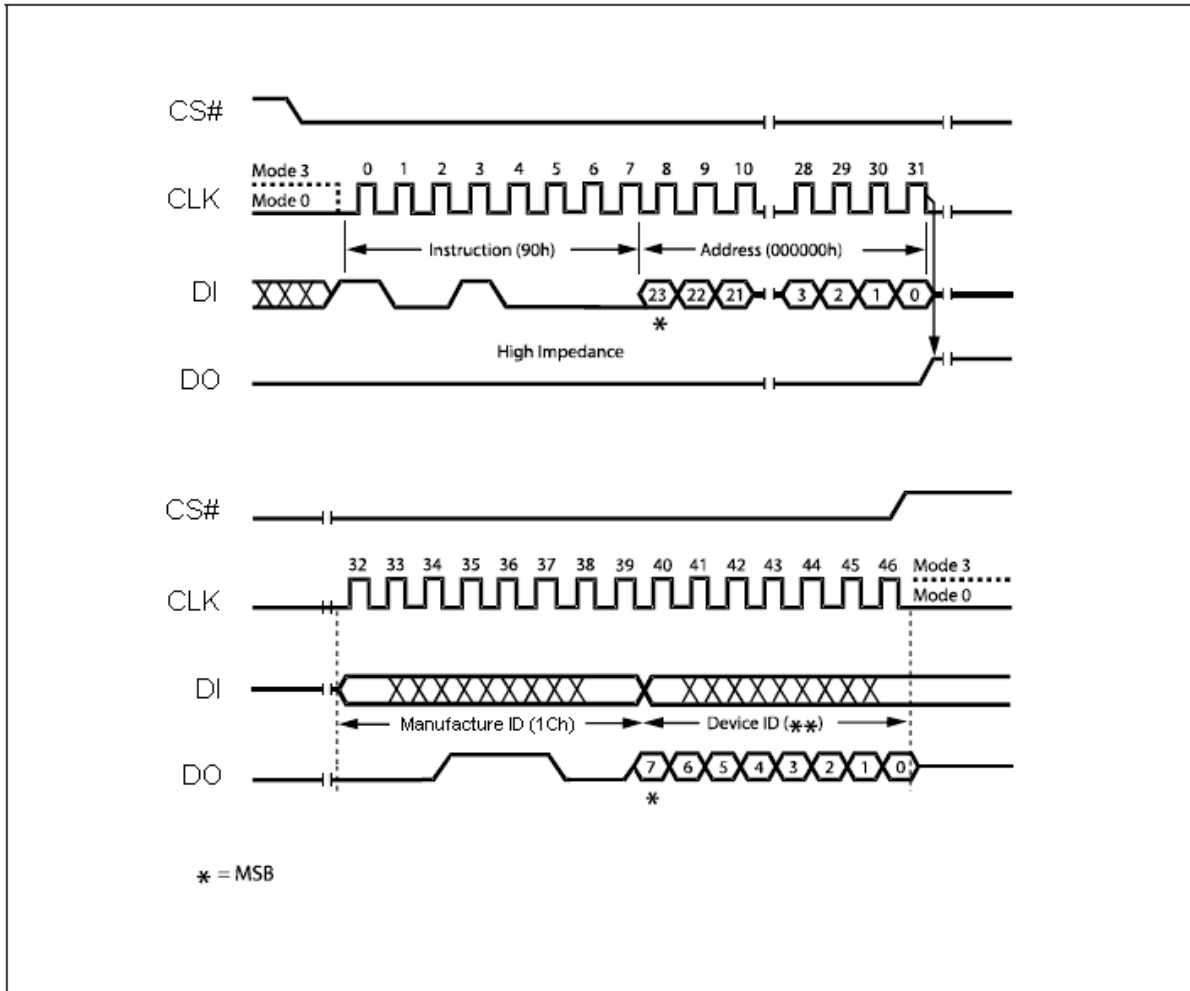 CS#
Mode 3 0 1 2 3 4 5 6 7 8 9 10 28 29 30 31
CLK
Mode 0
Instruction (90h) Address (000000h)
DI 23 22 21 3 2 1 0
*
High Impedance
DO
CS#
32 33 34 35 36 37 38 39 40 41 42 43 44 45 46 Mode 3
CLK Mode 0
DI
Manufacture ID (1Ch) Device ID (**)
DO 7 6 5 4 3 2 1 0
*
* = MSB